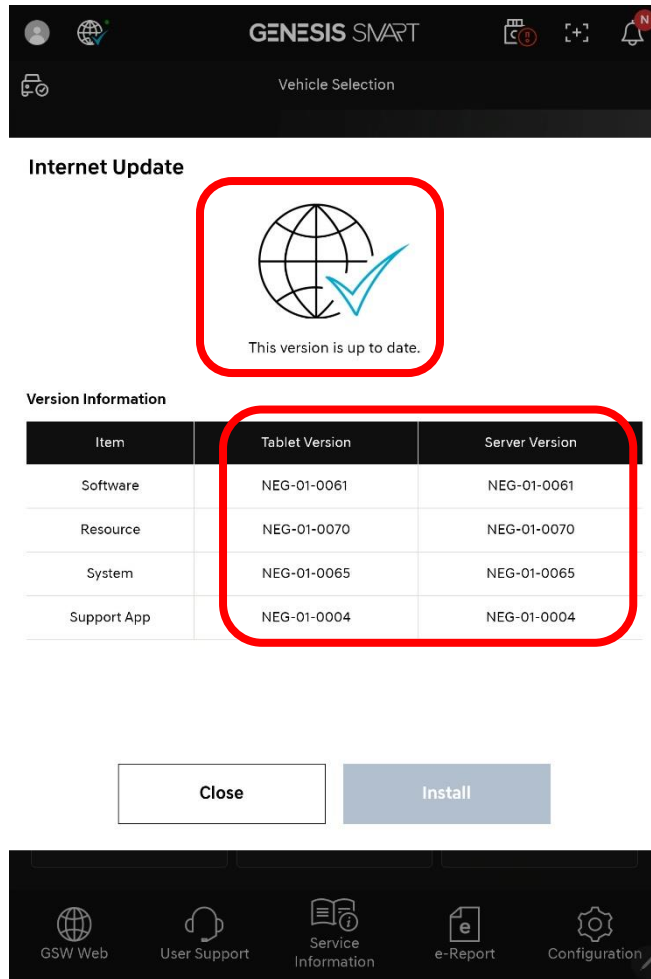 GENESIS SMART
N
Vehicle Selection
Internet Update
This version is up to date.
Version Information
Item Tablet Version Server Version
Software NEG-01-0061 NEG-01-0061
Resource NEG-01-0070 NEG-01-0070
System NEG-01-0065 NEG-01-0065
Support App NEG-01-0004 NEG-01-0004
Close Install
GSW Web User Support Service Information e-Report Configuration